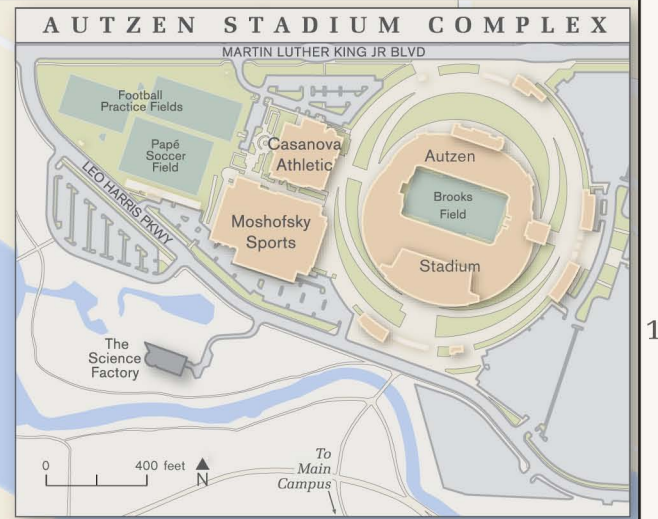 AUTZEN STADIUM COMPLEX
MARTIN LUTHER KING JR BLVD
Football
Practice Fields
Papé
Soccer
Field
Casanova
Athletic
Autzen
Brooks
Field
Stadium
LEO HARRIS PKWY
Moshofsky
Sports
The
Science
Factory
0 400 feet
N
To
Main
Campus
1